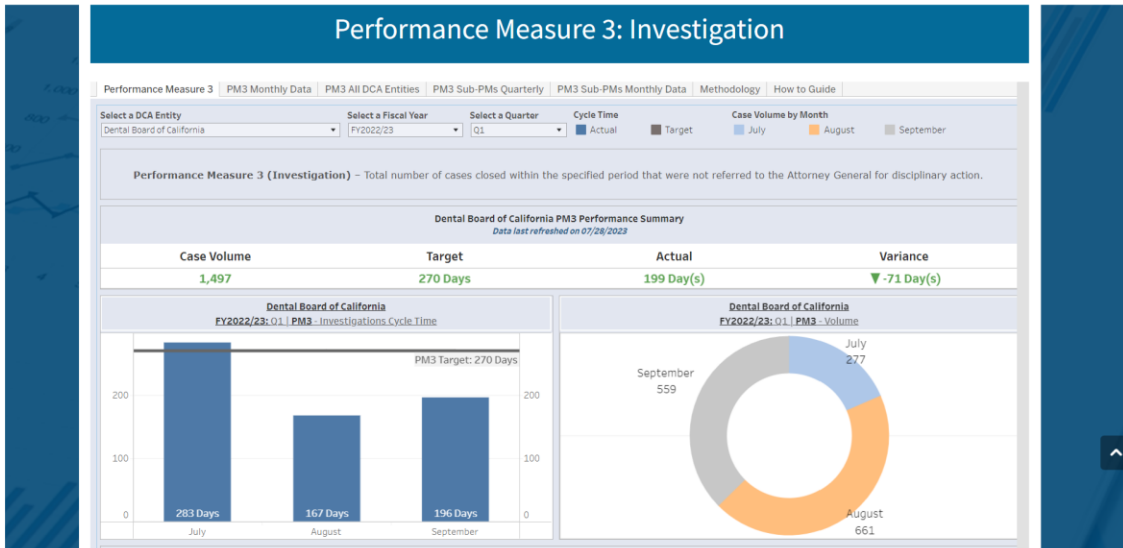 Performance Measure 3: Investigation
Performance Measure 3
PM3 Monthly Data
PM3 All DCA Entities
PM3 Sub-PMs Quarterly
PM3 Sub-PMs Monthly Data
Methodology
How to Guide
Select a DCA Entity
Select a Fiscal Year
Select a Quarter
Cycle Time
Case Volume by Month
Dental Board of California
FY2022/23
Q1
Actual
Target
July
August
September
Performance Measure 3 (Investigation) – Total number of cases closed within the specified period that were not referred to the Attorney General for disciplinary action.
Dental Board of California PM3 Performance Summary
Data last refreshed on 07/28/2023
Case Volume
Target
Actual
Variance
1,497
270 Days
199 Day(s)
▼ -71 Day(s)
Dental Board of California
FY2022/23: Q1 | PM3 - Investigations Cycle Time
PM3 Target: 270 Days
200
200
100
100
0
0
283 Days
167 Days
196 Days
July
August
September
Dental Board of California
FY2022/23: Q1 | PM3 - Volume
July
277
September
559
August
661